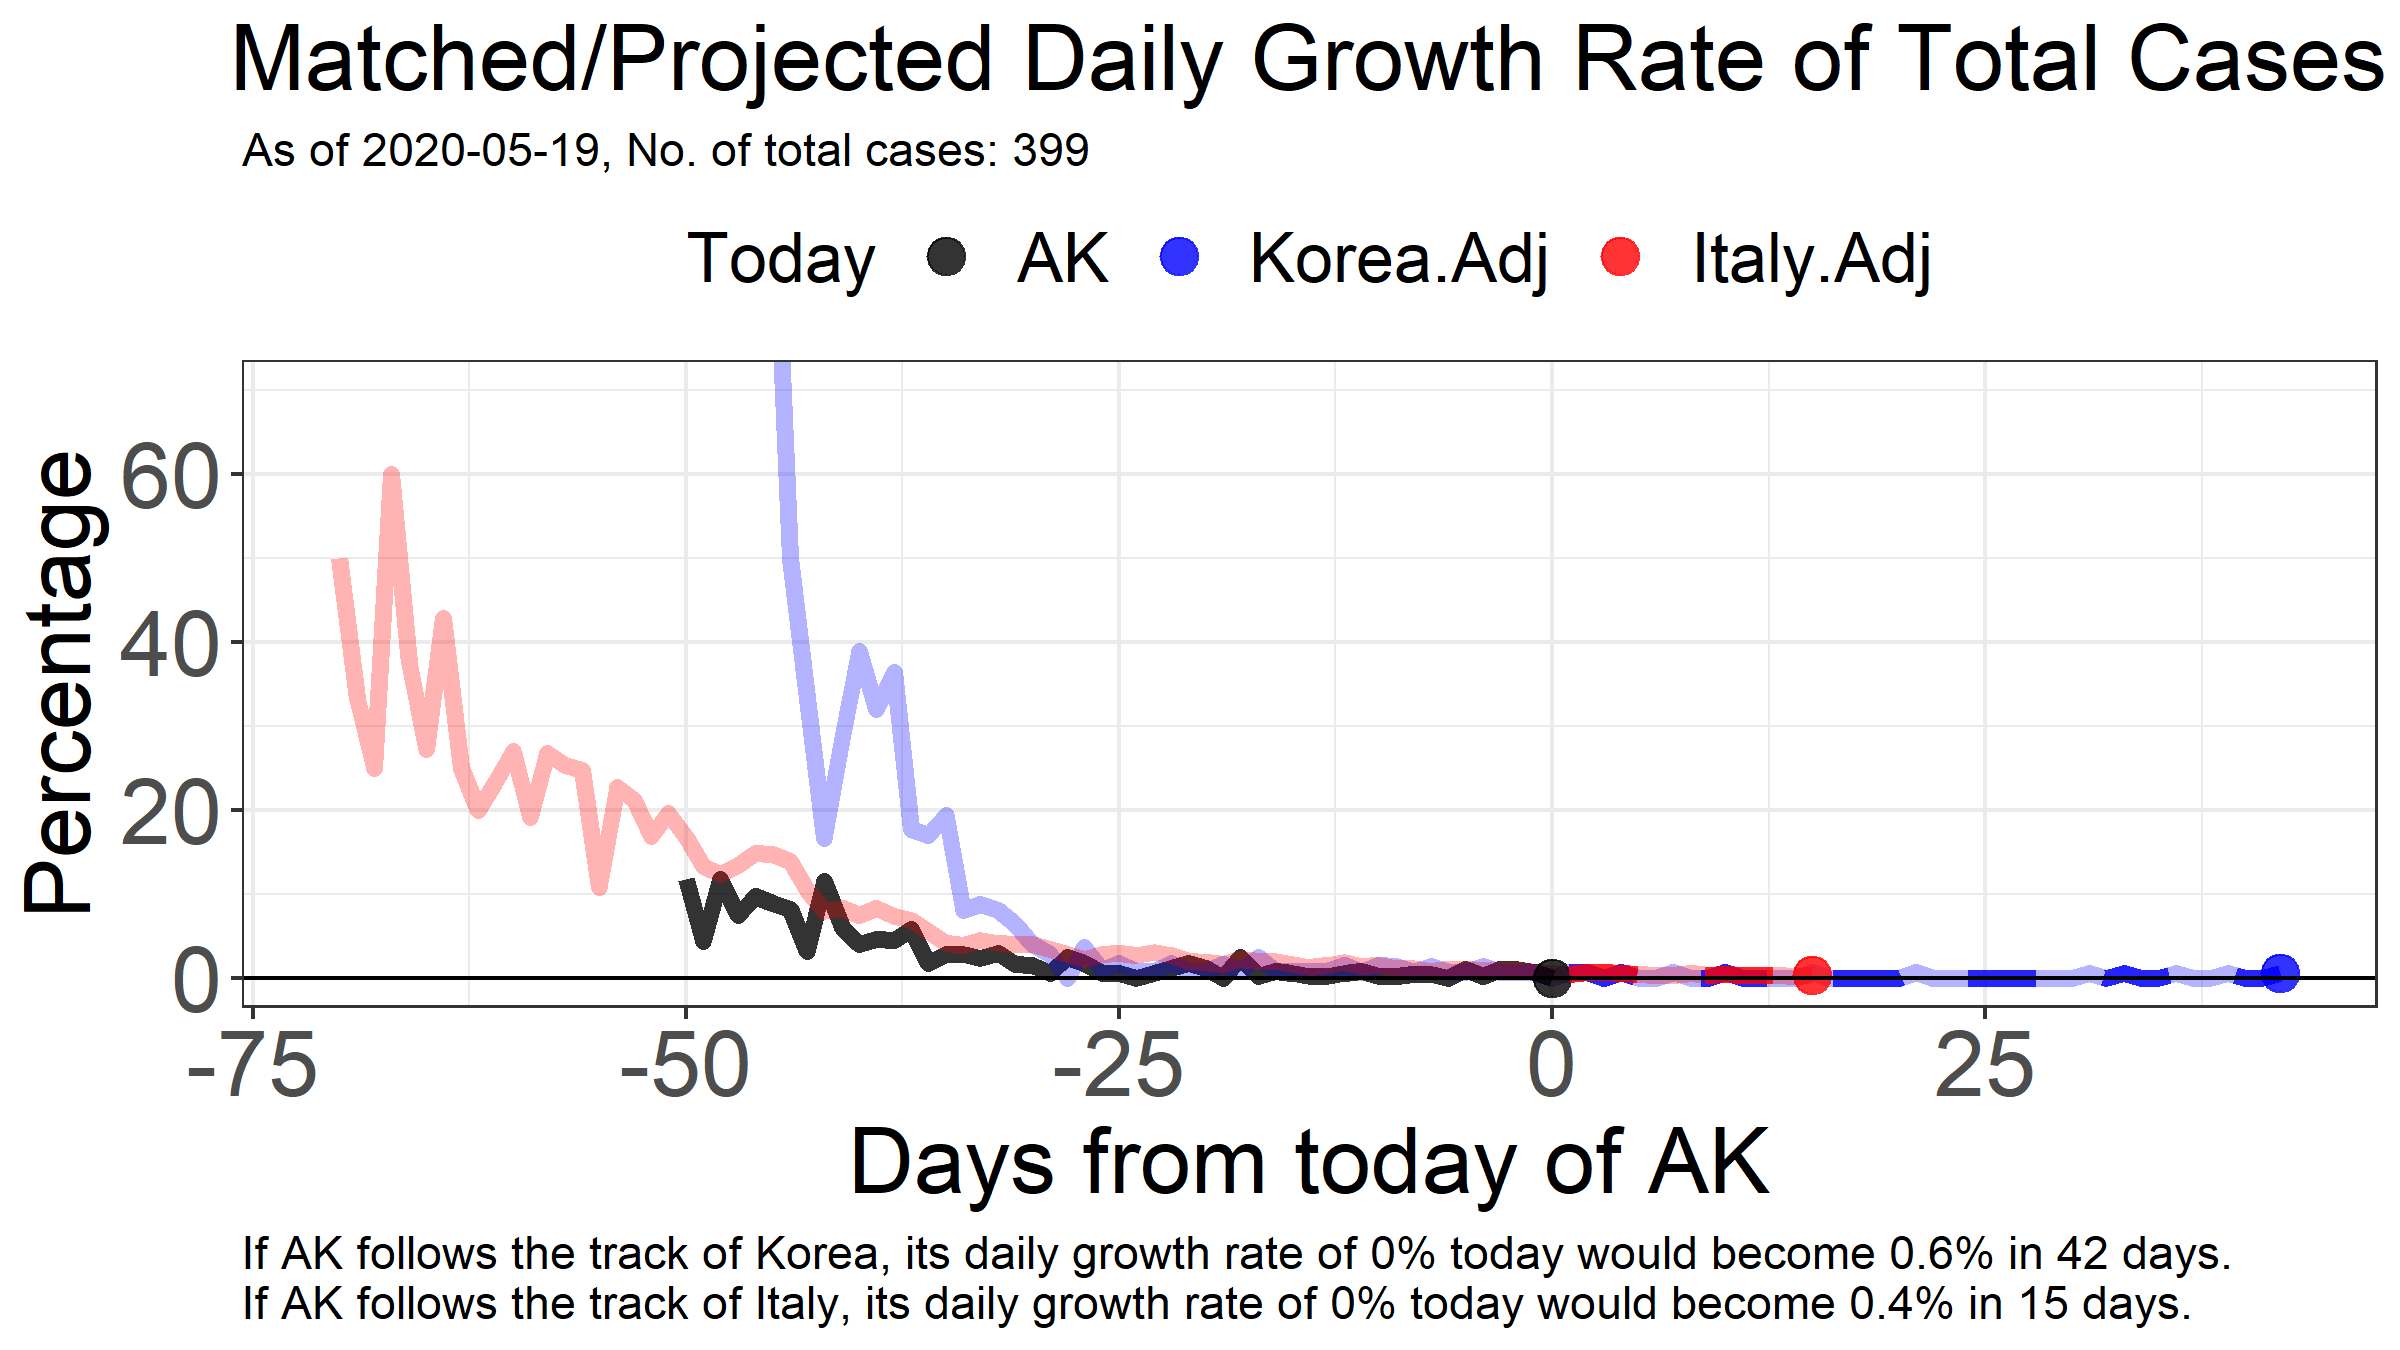 Matched/Projected Daily Growth Rate of Total Cases
As of 2020-05-19, No. of total cases: 399
Today AK Korea.Adj Italy.Adj
Percentage
60
40
20
0
-75 -50 -25 0 25
Days from today of AK
If AK follows the track of Korea, its daily growth rate of 0% today would become 0.6% in 42 days.
If AK follows the track of Italy, its daily growth rate of 0% today would become 0.4% in 15 days.